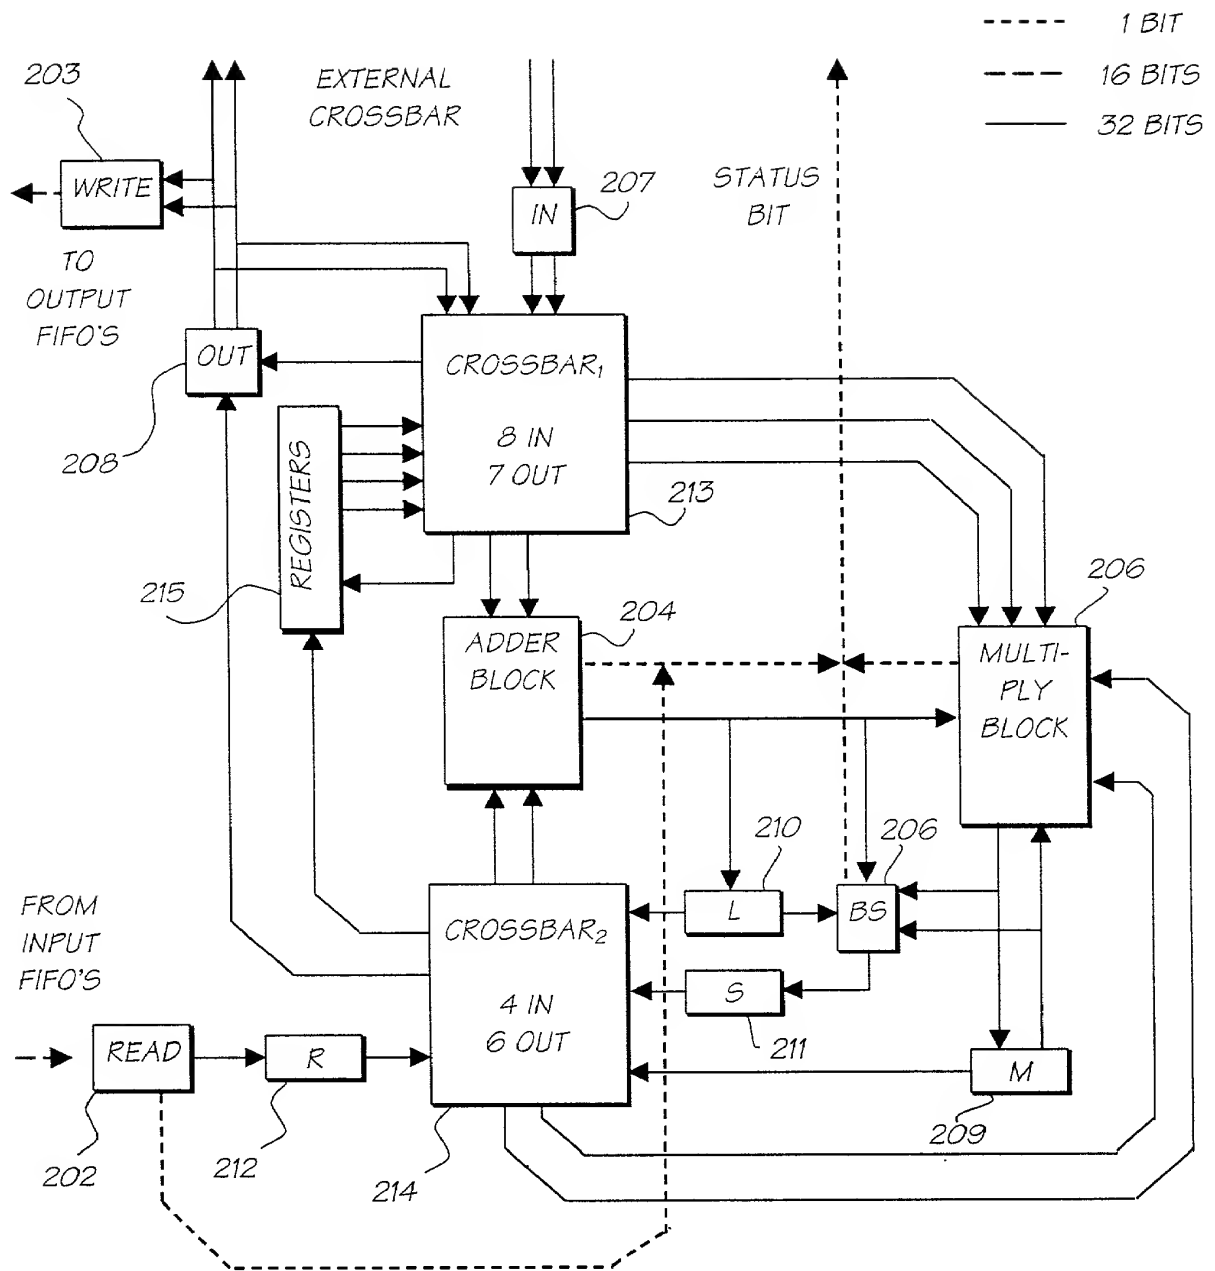 1 BIT
16 BITS
32 BITS
203
EXTERNAL
CROSSBAR
WRITE
IN
207
STATUS
BIT
TO
OUTPUT
FIFO'S
OUT
208
CROSSBAR₁
8 IN
7 OUT
213
REGISTERS
215
204
ADDER
BLOCK
206
MULTI-
PLY
BLOCK
210
L
206
BS
FROM
INPUT
FIFO'S
CROSSBAR₂
4 IN
6 OUT
S
211
READ
R
M
202
212
214
209